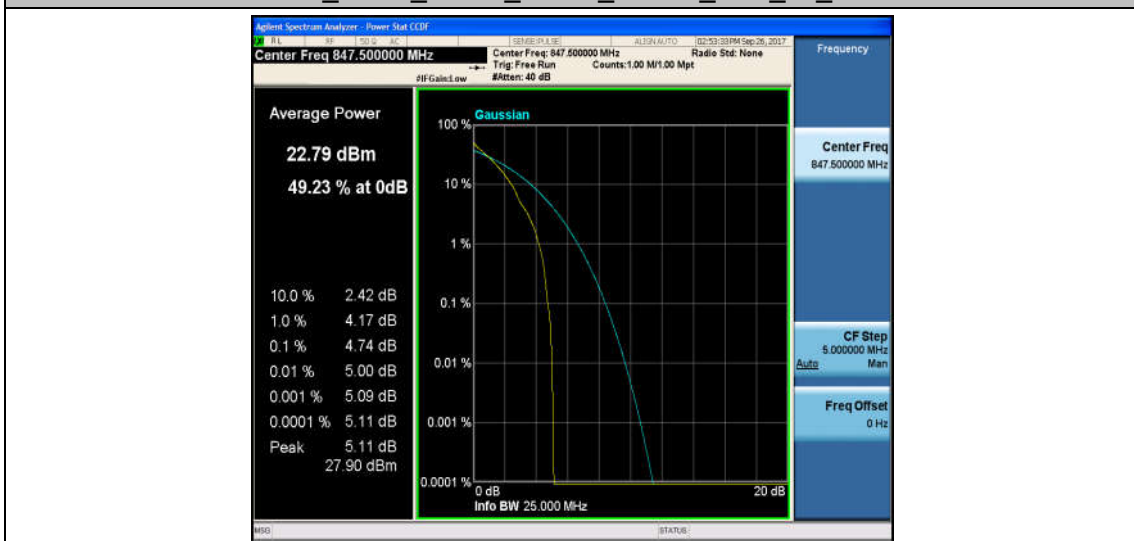 Agilent Spectrum Analyzer - Power Stat CCDF
RL RF 50 Ω AC SENSE:PULSE ALIGN AUTO 02:53:33 PM Sep 26, 2017
Center Freq 847.500000 MHz
Center Freq: 847.500000 MHz Radio Std: None
Trig: Free Run Counts:1.00 M/1.00 Mpt
#IFGain:Low #Atten: 40 dB
Frequency
Average Power
22.79 dBm
49.23 % at 0dB
10.0 % 2.42 dB
1.0 % 4.17 dB
0.1 % 4.74 dB
0.01 % 5.00 dB
0.001 % 5.09 dB
0.0001 % 5.11 dB
Peak 5.11 dB
27.90 dBm
Gaussian
100 %
10 %
1 %
0.1 %
0.01 %
0.001 %
0.0001 %
0 dB 20 dB
Info BW 25.000 MHz
Center Freq
847.500000 MHz
CF Step
5.000000 MHz
Auto Man
Freq Offset
0 Hz
MSG STATUS